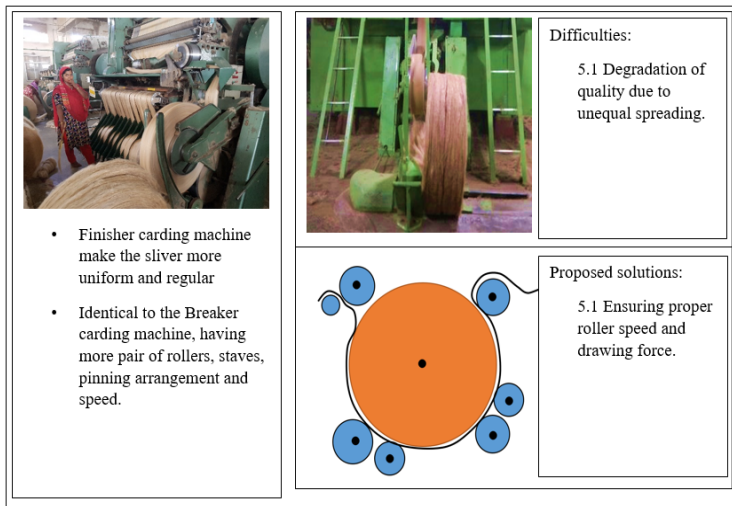 • Finisher carding machine
make the sliver more
uniform and regular
• Identical to the Breaker
carding machine, having
more pair of rollers, staves,
pinning arrangement and
speed.
Difficulties:
5.1 Degradation of
quality due to
unequal spreading.
Proposed solutions:
5.1 Ensuring proper
roller speed and
drawing force.